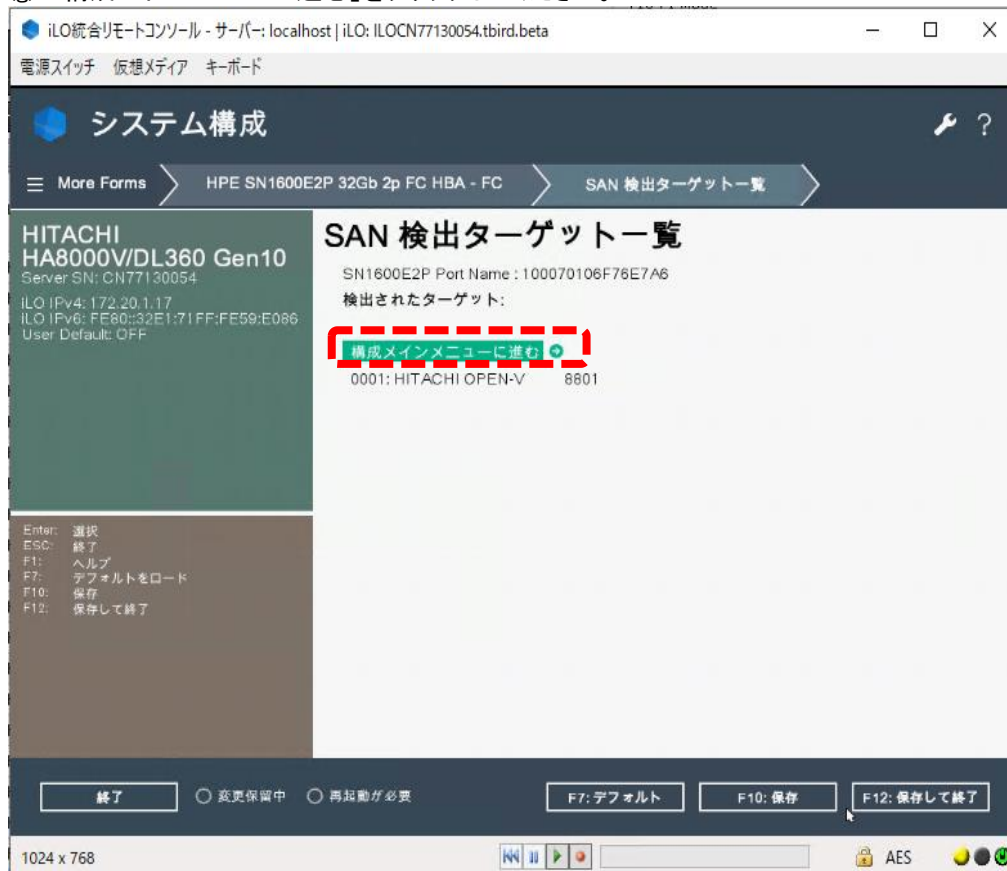 iLO統合リモートコンソール - サーバー: localhost | iLO: ILOCN77130054.tbird.beta
電源スイッチ 仮想メディア キーボード
システム構成
?
More Forms
HPE SN1600E2P 32Gb 2p FC HBA - FC
SAN 検出ターゲット一覧
HITACHI
HA8000V/DL360 Gen10
Server SN: CN77130054
iLO IPv4: 172.20.1.17
iLO IPv6: FE80::32E1:71FF:FE59:E086
User Default: OFF
Enter: 選択
ESC: 終了
F1: ヘルプ
F7: デフォルトをロード
F10: 保存
F12: 保存して終了
SAN 検出ターゲット一覧
SN1600E2P Port Name : 100070106F76E7A6
検出されたターゲット:
構成メインメニューに進む
0001: HITACHI OPEN-V 8801
終了
変更保留中
再起動が必要
F7: デフォルト
F10: 保存
F12: 保存して終了
1024 x 768
AES